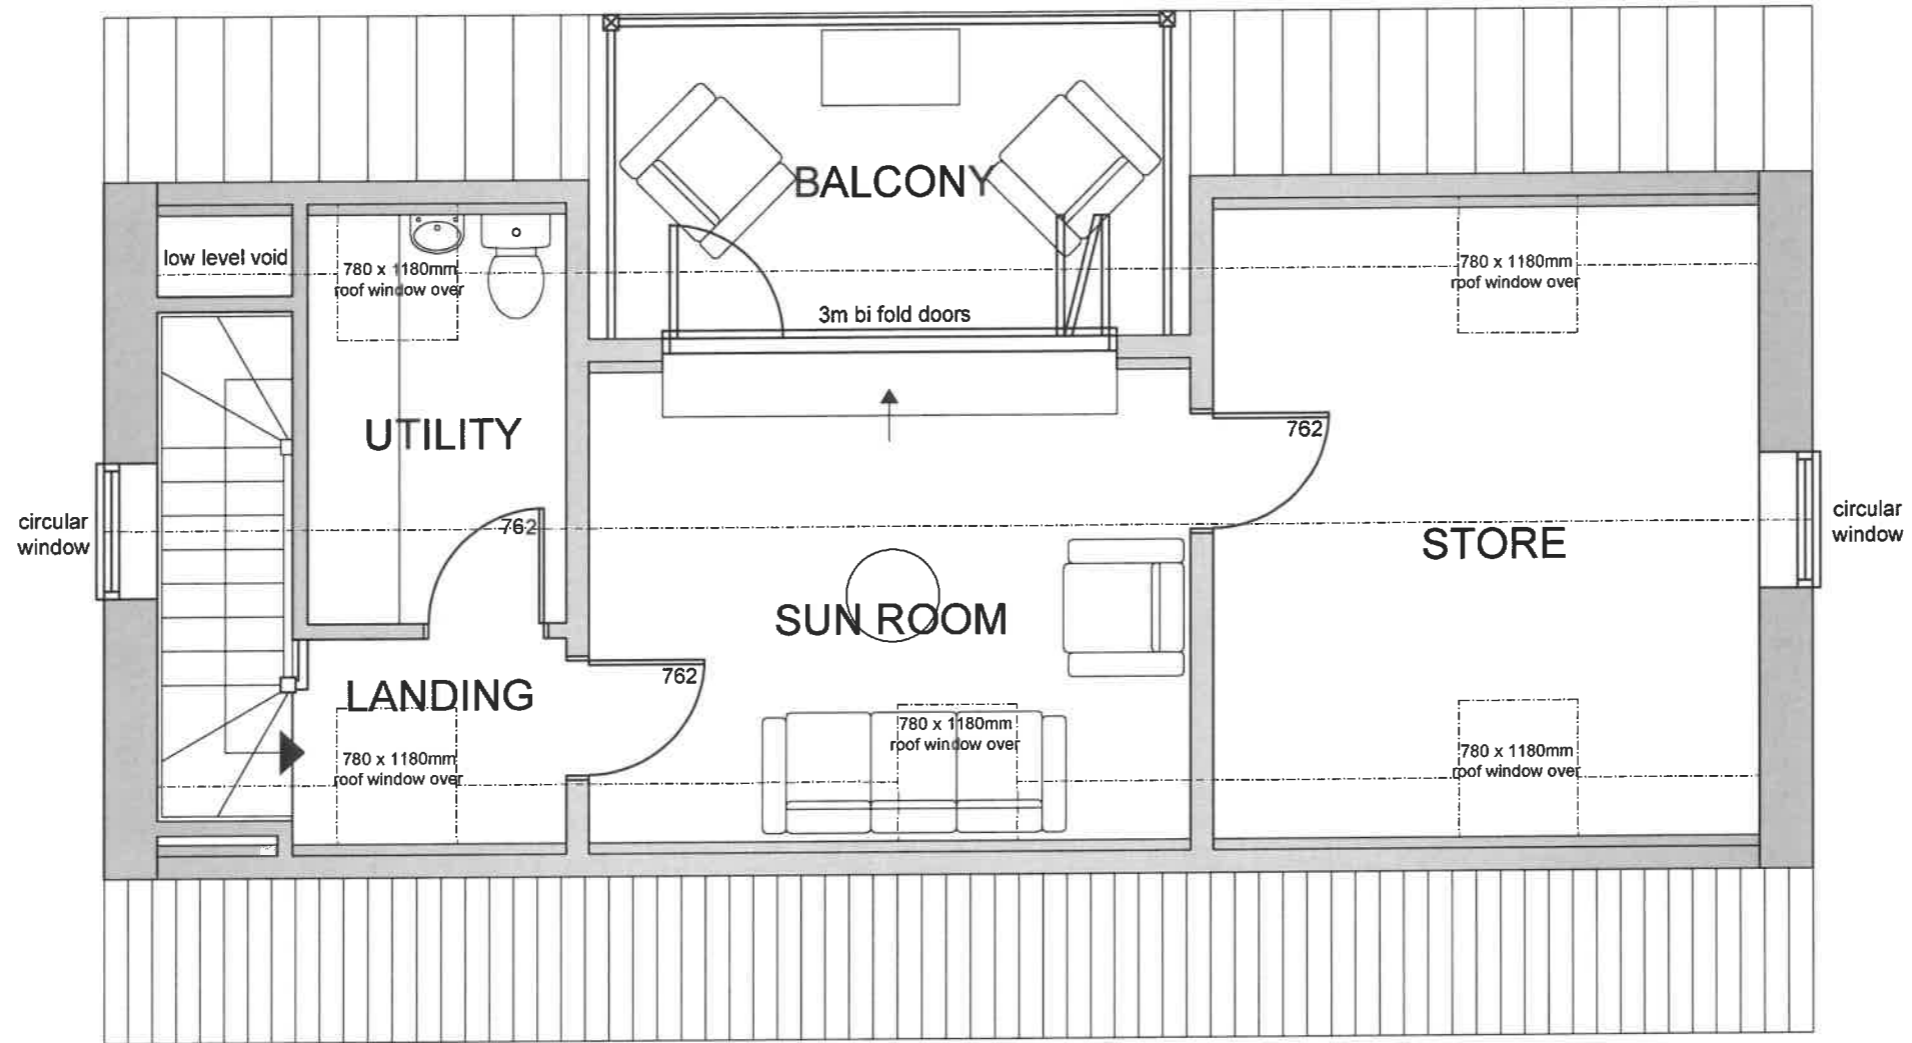 BALCONY
low level void
780 x 1180mm
roof window over
780 x 1180mm
roof window over
3m bi fold doors
UTILITY
762
762
circular
window
circular
window
STORE
SUN ROOM
762
LANDING
780 x 1180mm
roof window over
780 x 1180mm
roof window over
780 x 1180mm
roof window over